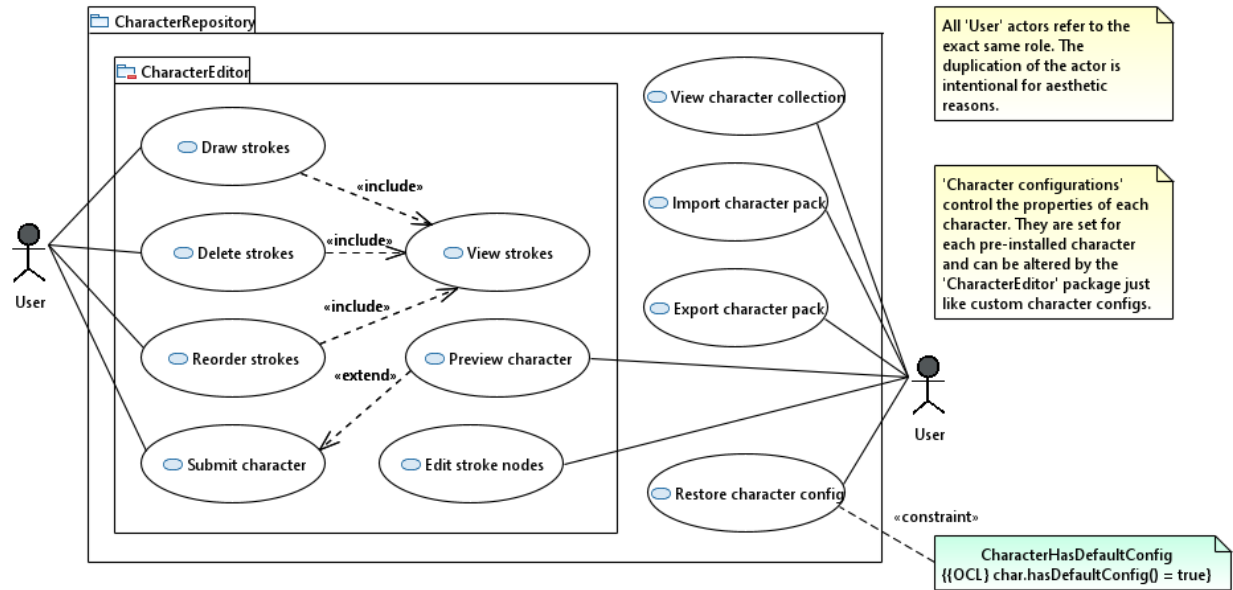 CharacterRepository
CharacterEditor
Draw strokes
«include»
Delete strokes
«include»
View strokes
«include»
Reorder strokes
Preview character
«extend»
Submit character
Edit stroke nodes
User
View character collection
Import character pack
Export character pack
Restore character config
User
«constraint»
All 'User' actors refer to the
exact same role. The
duplication of the actor is
intentional for aesthetic
reasons.
'Character configurations'
control the properties of each
character. They are set for
each pre-installed character
and can be altered by the
'CharacterEditor' package just
like custom character configs.
CharacterHasDefaultConfig
{{OCL} char.hasDefaultConfig() = true}